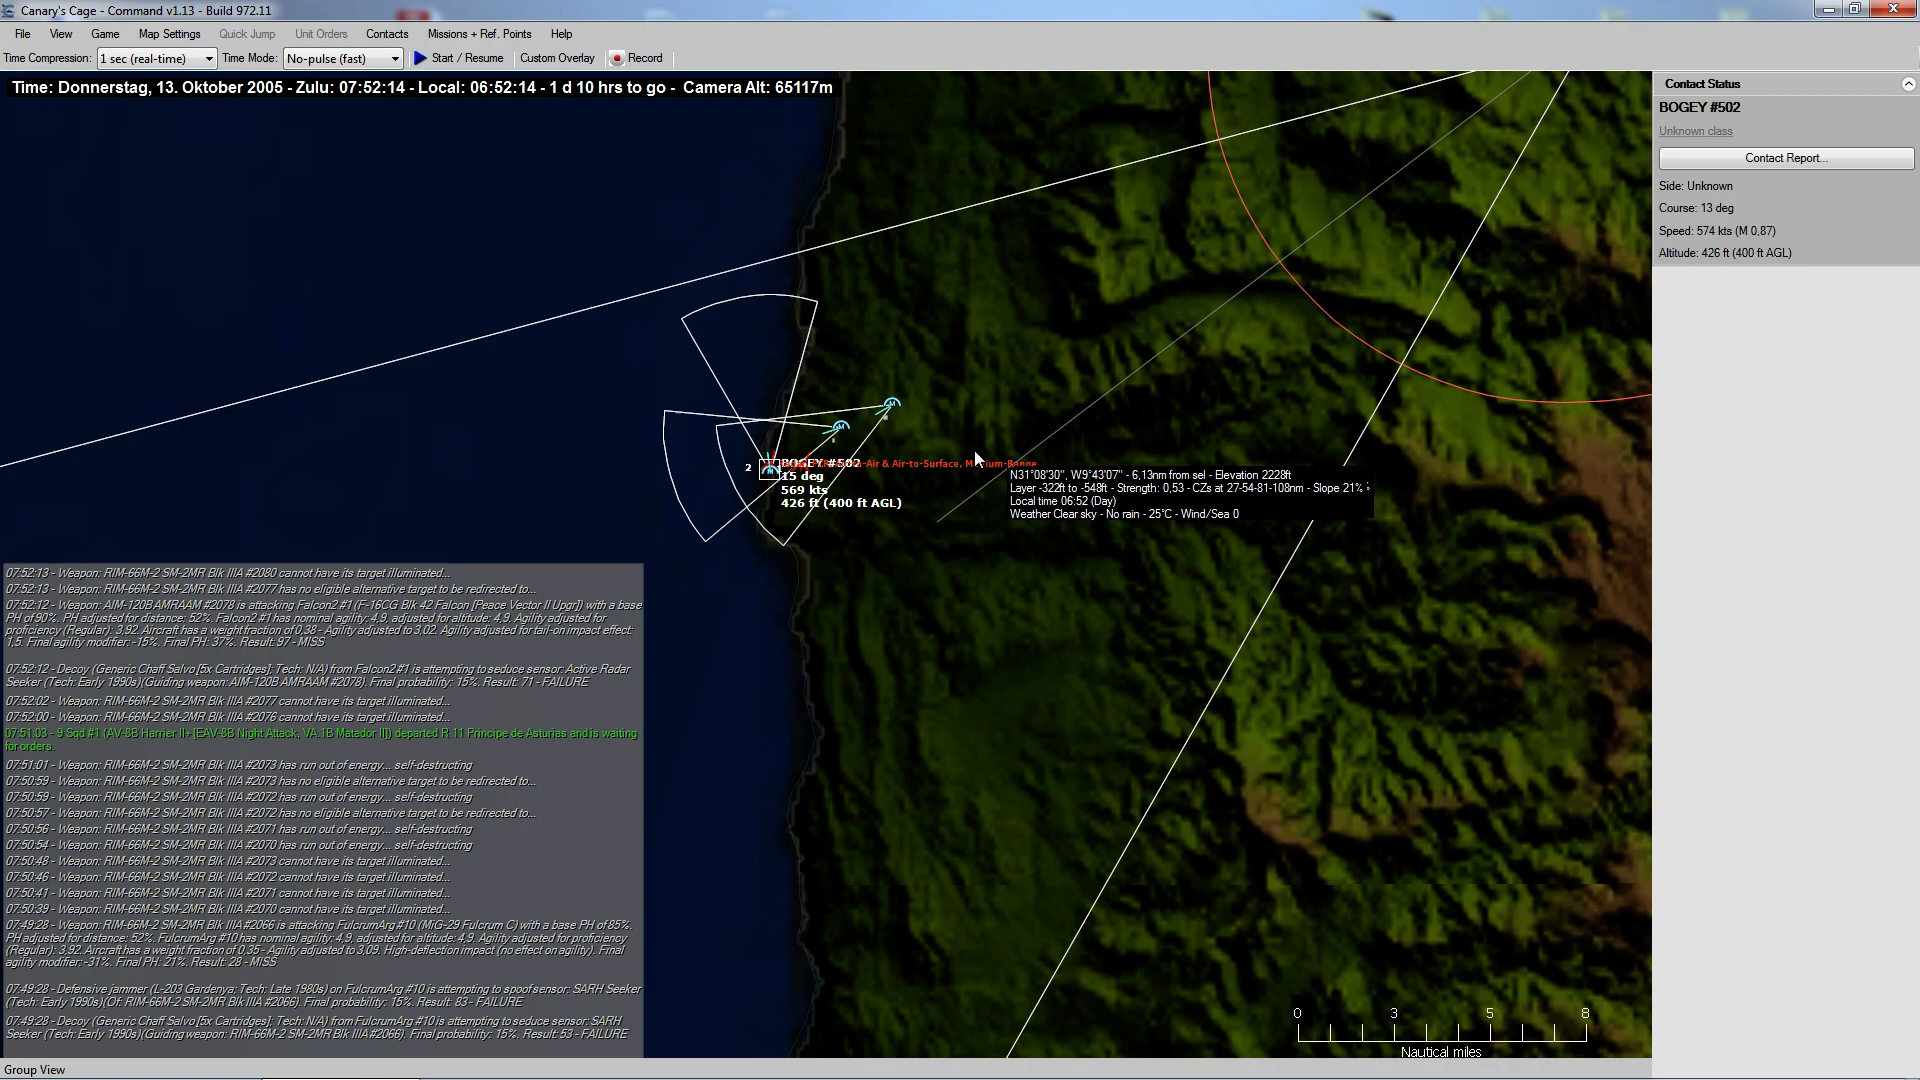 Canary's Cage - Command v1.13 - Build 972.11
File View Game Map Settings Quick Jump Unit Orders Contacts Missions + Ref. Points Help
Time Compression: 1 sec (real-time) Time Mode: No-pulse (fast) Start / Resume Custom Overlay Record
Time: Donnerstag, 13. Oktober 2005 - Zulu: 07:52:14 - Local: 06:52:14 - 1 d 10 hrs to go - Camera Alt: 65117m
Contact Status
BOGEY #502
Unknown class
Contact Report...
Side: Unknown
Course: 13 deg
Speed: 574 kts (M 0,87)
Altitude: 426 ft (400 ft AGL)
2
BOGEY #502
-Air & Air-to-Surface, Medium-Range
15 deg
569 kts
426 ft (400 ft AGL)
N31°08'30", W9°43'07" - 6,13nm from sel - Elevation 2228ft
Layer -322ft to -548ft - Strength: 0,53 - CZs at 27-54-81-108nm - Slope 21%
Local time 06:52 (Day)
Weather Clear sky - No rain - 25°C - Wind/Sea 0
07:52:13 - Weapon: RIM-66M-2 SM-2MR Blk IIIA #2080 cannot have its target illuminated...
07:52:13 - Weapon: RIM-66M-2 SM-2MR Blk IIIA #2077 has no eligible alternative target to be redirected to...
07:52:12 - Weapon: AIM-120B AMRAAM #2078 is attacking Falcon2 #1 (F-16CG Blk 42 Falcon [Peace Vector II Upgr]) with a base
PH of 90%. PH adjusted for distance: 52%. Falcon2 #1 has nominal agility: 4,9, adjusted for altitude: 4,9. Agility adjusted for
proficiency (Regular): 3,92. Aircraft has a weight fraction of 0,38 - Agility adjusted to 3,02. Agility adjusted for tail-on impact effect:
1,5. Final agility modifier: -15%. Final PH: 37%. Result: 97 - MISS
07:52:12 - Decoy (Generic Chaff Salvo [5x Cartridges]; Tech: N/A) from Falcon2 #1 is attempting to seduce sensor: Active Radar
Seeker (Tech: Early 1990s)(Guiding weapon: AIM-120B AMRAAM #2078). Final probability: 15%. Result: 71 - FAILURE
07:52:02 - Weapon: RIM-66M-2 SM-2MR Blk IIIA #2077 cannot have its target illuminated...
07:52:00 - Weapon: RIM-66M-2 SM-2MR Blk IIIA #2076 cannot have its target illuminated...
07:51:03 - 9 Sqd #1 (AV-8B Harrier II+ [EAV-8B Night Attack, VA.1B Matador II]) departed R 11 Principe de Asturias and is waiting
for orders.
07:51:01 - Weapon: RIM-66M-2 SM-2MR Blk IIIA #2073 has run out of energy... self-destructing
07:50:59 - Weapon: RIM-66M-2 SM-2MR Blk IIIA #2073 has no eligible alternative target to be redirected to...
07:50:59 - Weapon: RIM-66M-2 SM-2MR Blk IIIA #2072 has run out of energy... self-destructing
07:50:57 - Weapon: RIM-66M-2 SM-2MR Blk IIIA #2072 has no eligible alternative target to be redirected to...
07:50:56 - Weapon: RIM-66M-2 SM-2MR Blk IIIA #2071 has run out of energy... self-destructing
07:50:54 - Weapon: RIM-66M-2 SM-2MR Blk IIIA #2070 has run out of energy... self-destructing
07:50:48 - Weapon: RIM-66M-2 SM-2MR Blk IIIA #2073 cannot have its target illuminated...
07:50:46 - Weapon: RIM-66M-2 SM-2MR Blk IIIA #2072 cannot have its target illuminated...
07:50:41 - Weapon: RIM-66M-2 SM-2MR Blk IIIA #2071 cannot have its target illuminated...
07:50:39 - Weapon: RIM-66M-2 SM-2MR Blk IIIA #2070 cannot have its target illuminated...
07:49:28 - Weapon: RIM-66M-2 SM-2MR Blk IIIA #2066 is attacking FulcrumArg #10 (MiG-29 Fulcrum C) with a base PH of 85%.
PH adjusted for distance: 52%. FulcrumArg #10 has nominal agility: 4,9, adjusted for altitude: 4,9. Agility adjusted for proficiency
(Regular): 3,92. Aircraft has a weight fraction of 0,35 - Agility adjusted to 3,09. High-deflection impact (no effect on agility). Final
agility modifier: -31%. Final PH: 21%. Result: 28 - MISS
07:49:28 - Defensive jammer (L-203 Gardenya; Tech: Late 1980s) on FulcrumArg #10 is attempting to spoof sensor: SARH Seeker
(Tech: Early 1990s)(Of: RIM-66M-2 SM-2MR Blk IIIA #2066). Final probability: 15%. Result: 83 - FAILURE
07:49:28 - Decoy (Generic Chaff Salvo [5x Cartridges]; Tech: N/A) from FulcrumArg #10 is attempting to seduce sensor: SARH
Seeker (Tech: Early 1990s)(Guiding weapon: RIM-66M-2 SM-2MR Blk IIIA #2066). Final probability: 15%. Result: 53 - FAILURE
0 3 5 8
Nautical miles
Group View